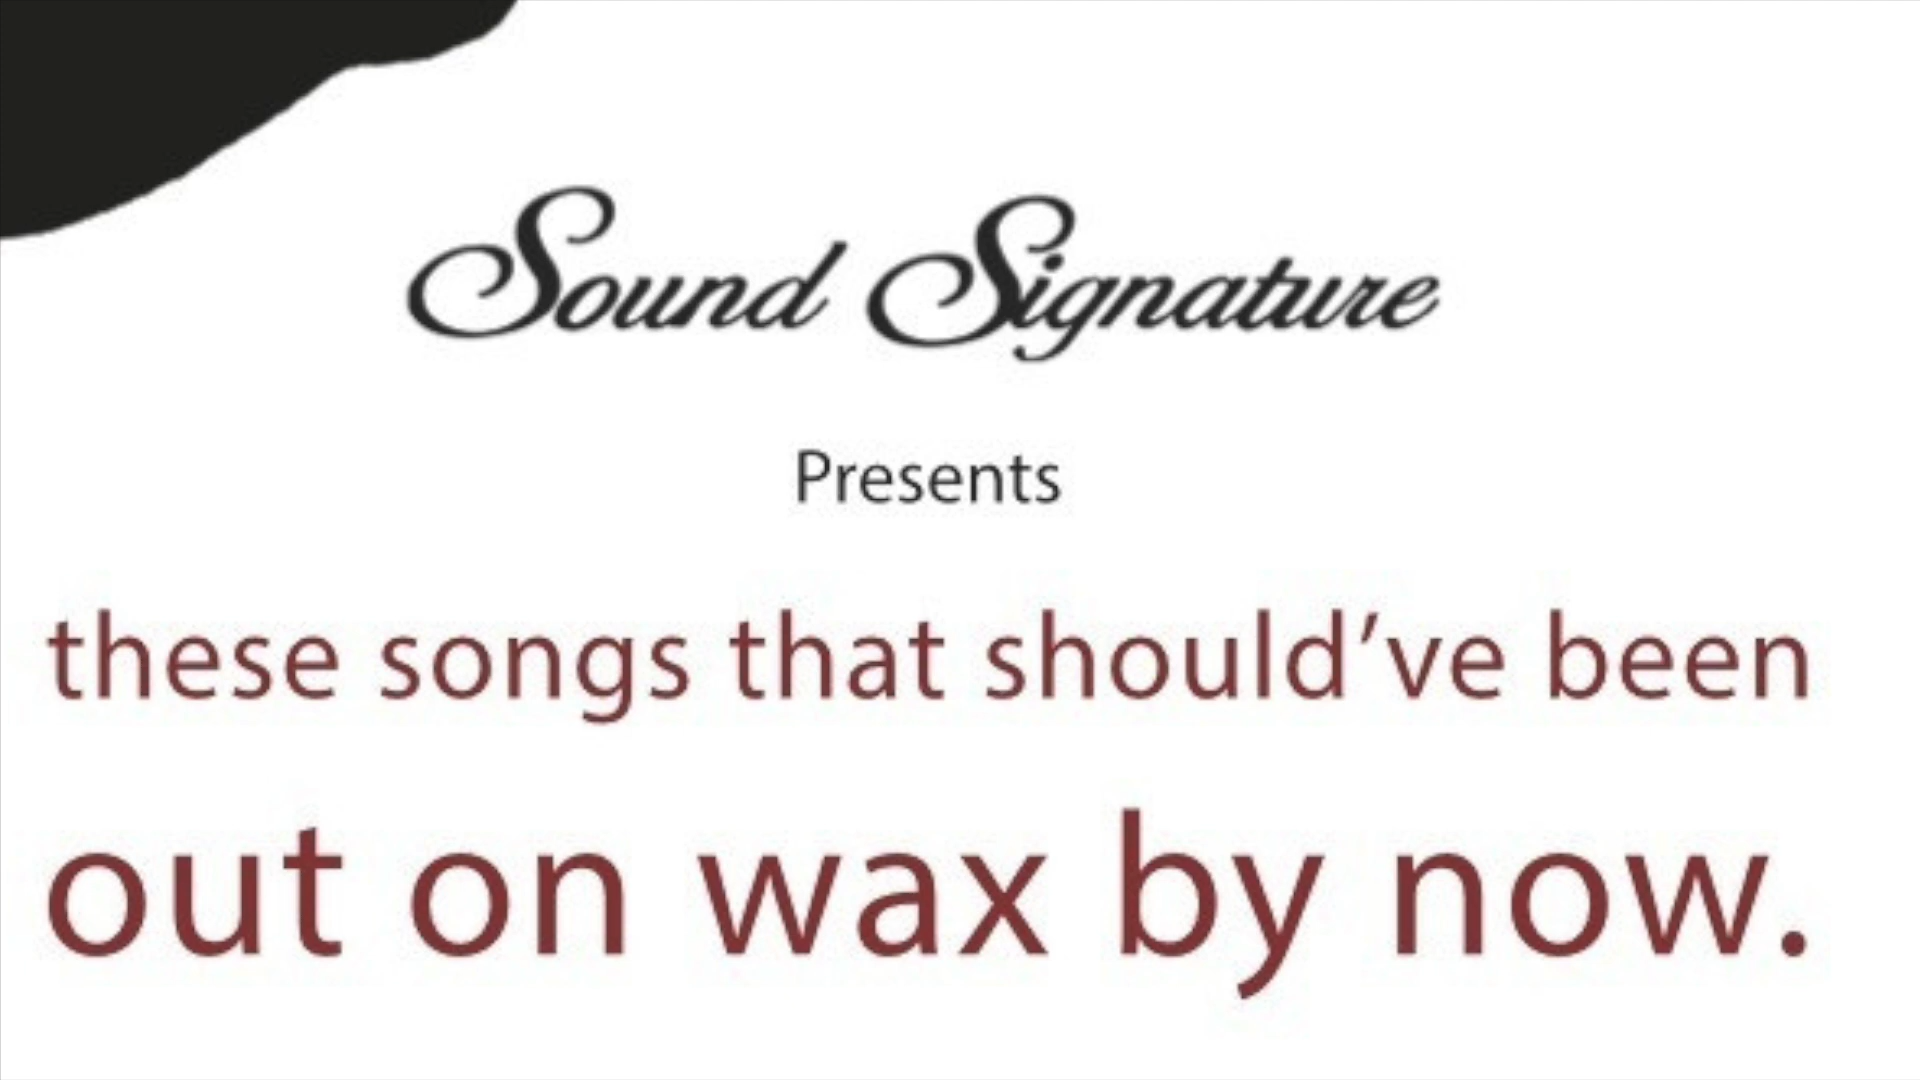 Sound Signature
Presents
these songs that should’ve been
out on wax by now.